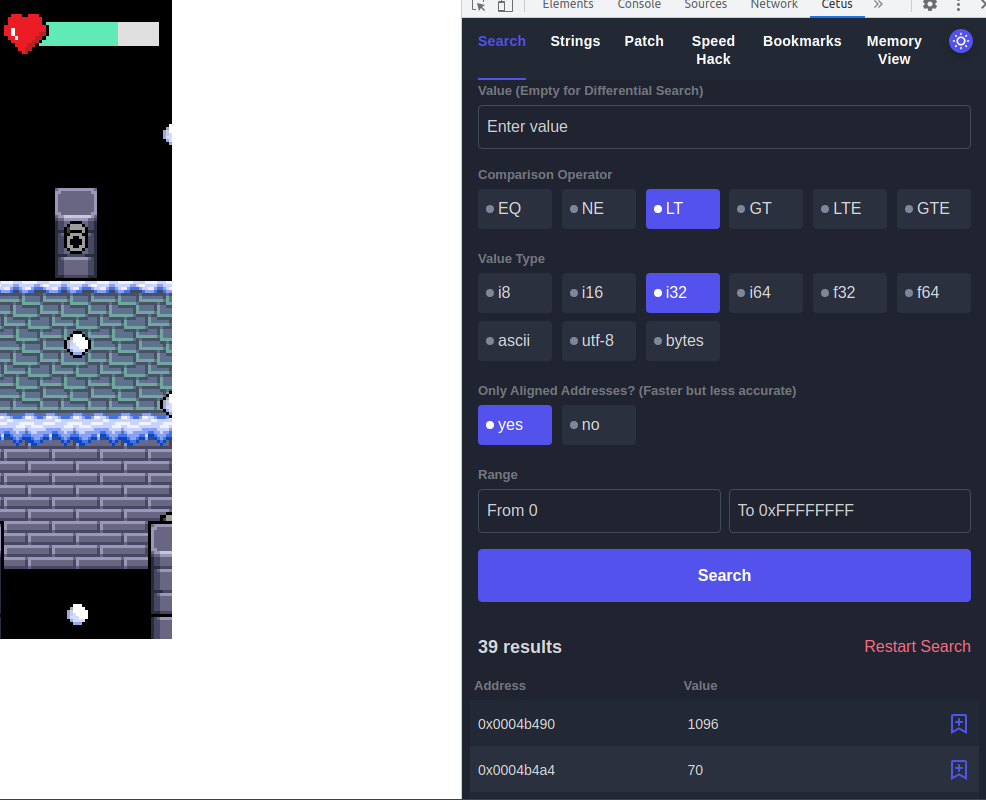 Elements Console Sources Network Cetus
Search Strings Patch Speed Hack Bookmarks Memory View
Value (Empty for Differential Search)
Enter value
Comparison Operator
EQ NE LT GT LTE GTE
Value Type
i8 i16 i32 i64 f32 f64
ascii utf-8 bytes
Only Aligned Addresses? (Faster but less accurate)
yes no
Range
From 0 To 0xFFFFFFFF
Search
39 results Restart Search
Address Value
0x0004b490 1096
0x0004b4a4 70